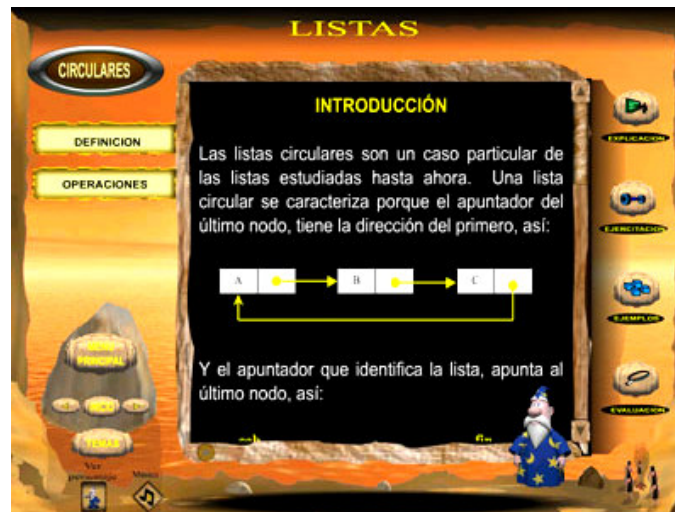 LISTAS
CIRCULARES
DEFINICION
OPERACIONES
INTRODUCCIÓN
Las listas circulares son un caso particular de
las listas estudiadas hasta ahora. Una lista
circular se caracteriza porque el apuntador del
último nodo, tiene la dirección del primero, así:
A B C
Y el apuntador que identifica la lista, apunta al
último nodo, así:
EXPLICACION
EJERCITACION
EJEMPLOS
EVALUACION
MENU
PRINCIPAL
TEMAS
Ver
personaje
Musica